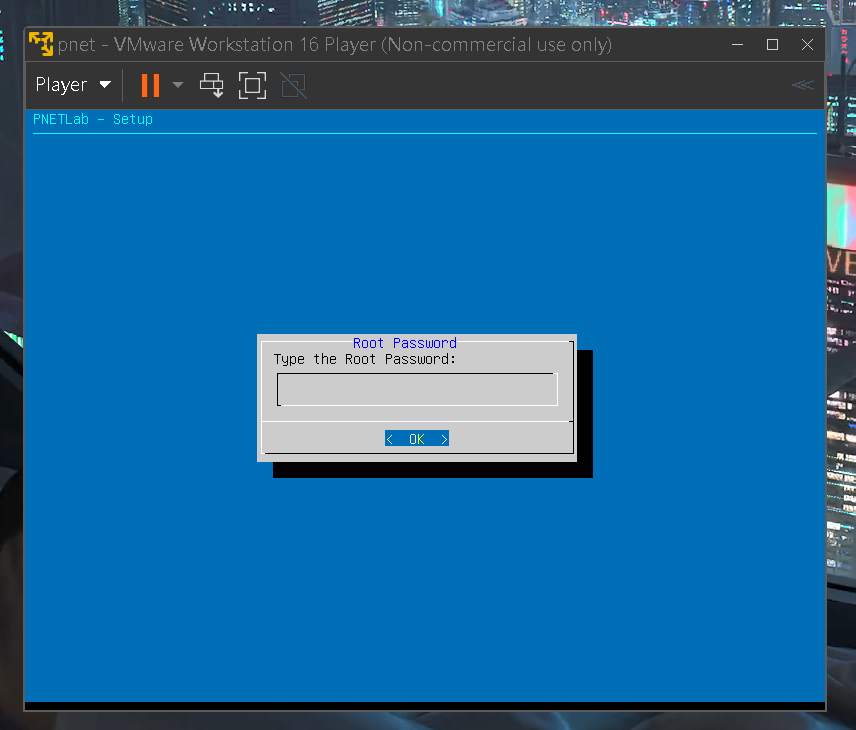 pnet - VMware Workstation 16 Player (Non-commercial use only)
Player
PNETLab - Setup
Root Password
Type the Root Password:
< OK >